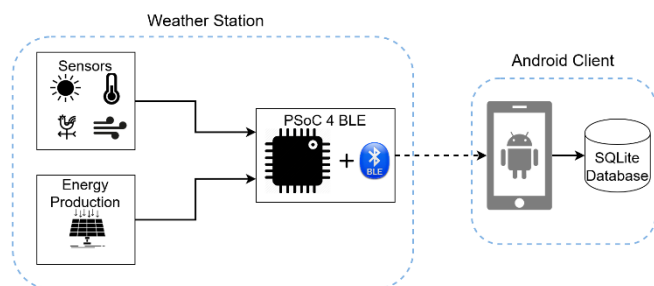 Weather Station
Sensors
Energy
Production
PSoC 4 BLE
+
BLE
Android Client
SQLite
Database